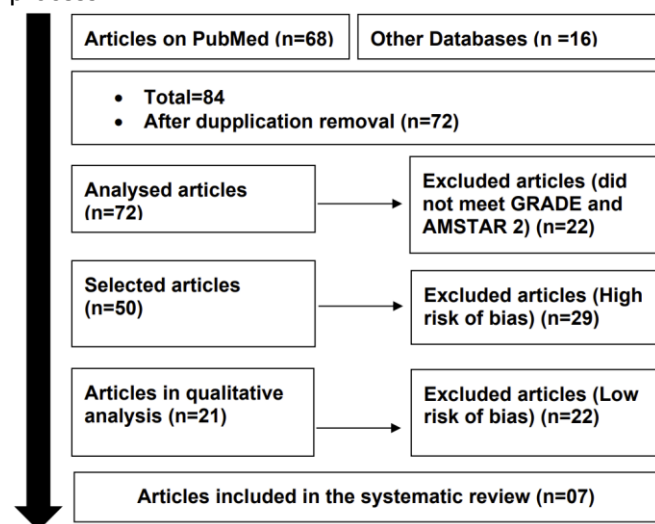 Articles on PubMed (n=68)
Other Databases (n =16)
• Total=84
• After dupplication removal (n=72)
Analysed articles
(n=72)
Excluded articles (did
not meet GRADE and
AMSTAR 2) (n=22)
Selected articles
(n=50)
Excluded articles (High
risk of bias) (n=29)
Articles in qualitative
analysis (n=21)
Excluded articles (Low
risk of bias) (n=22)
Articles included in the systematic review (n=07)